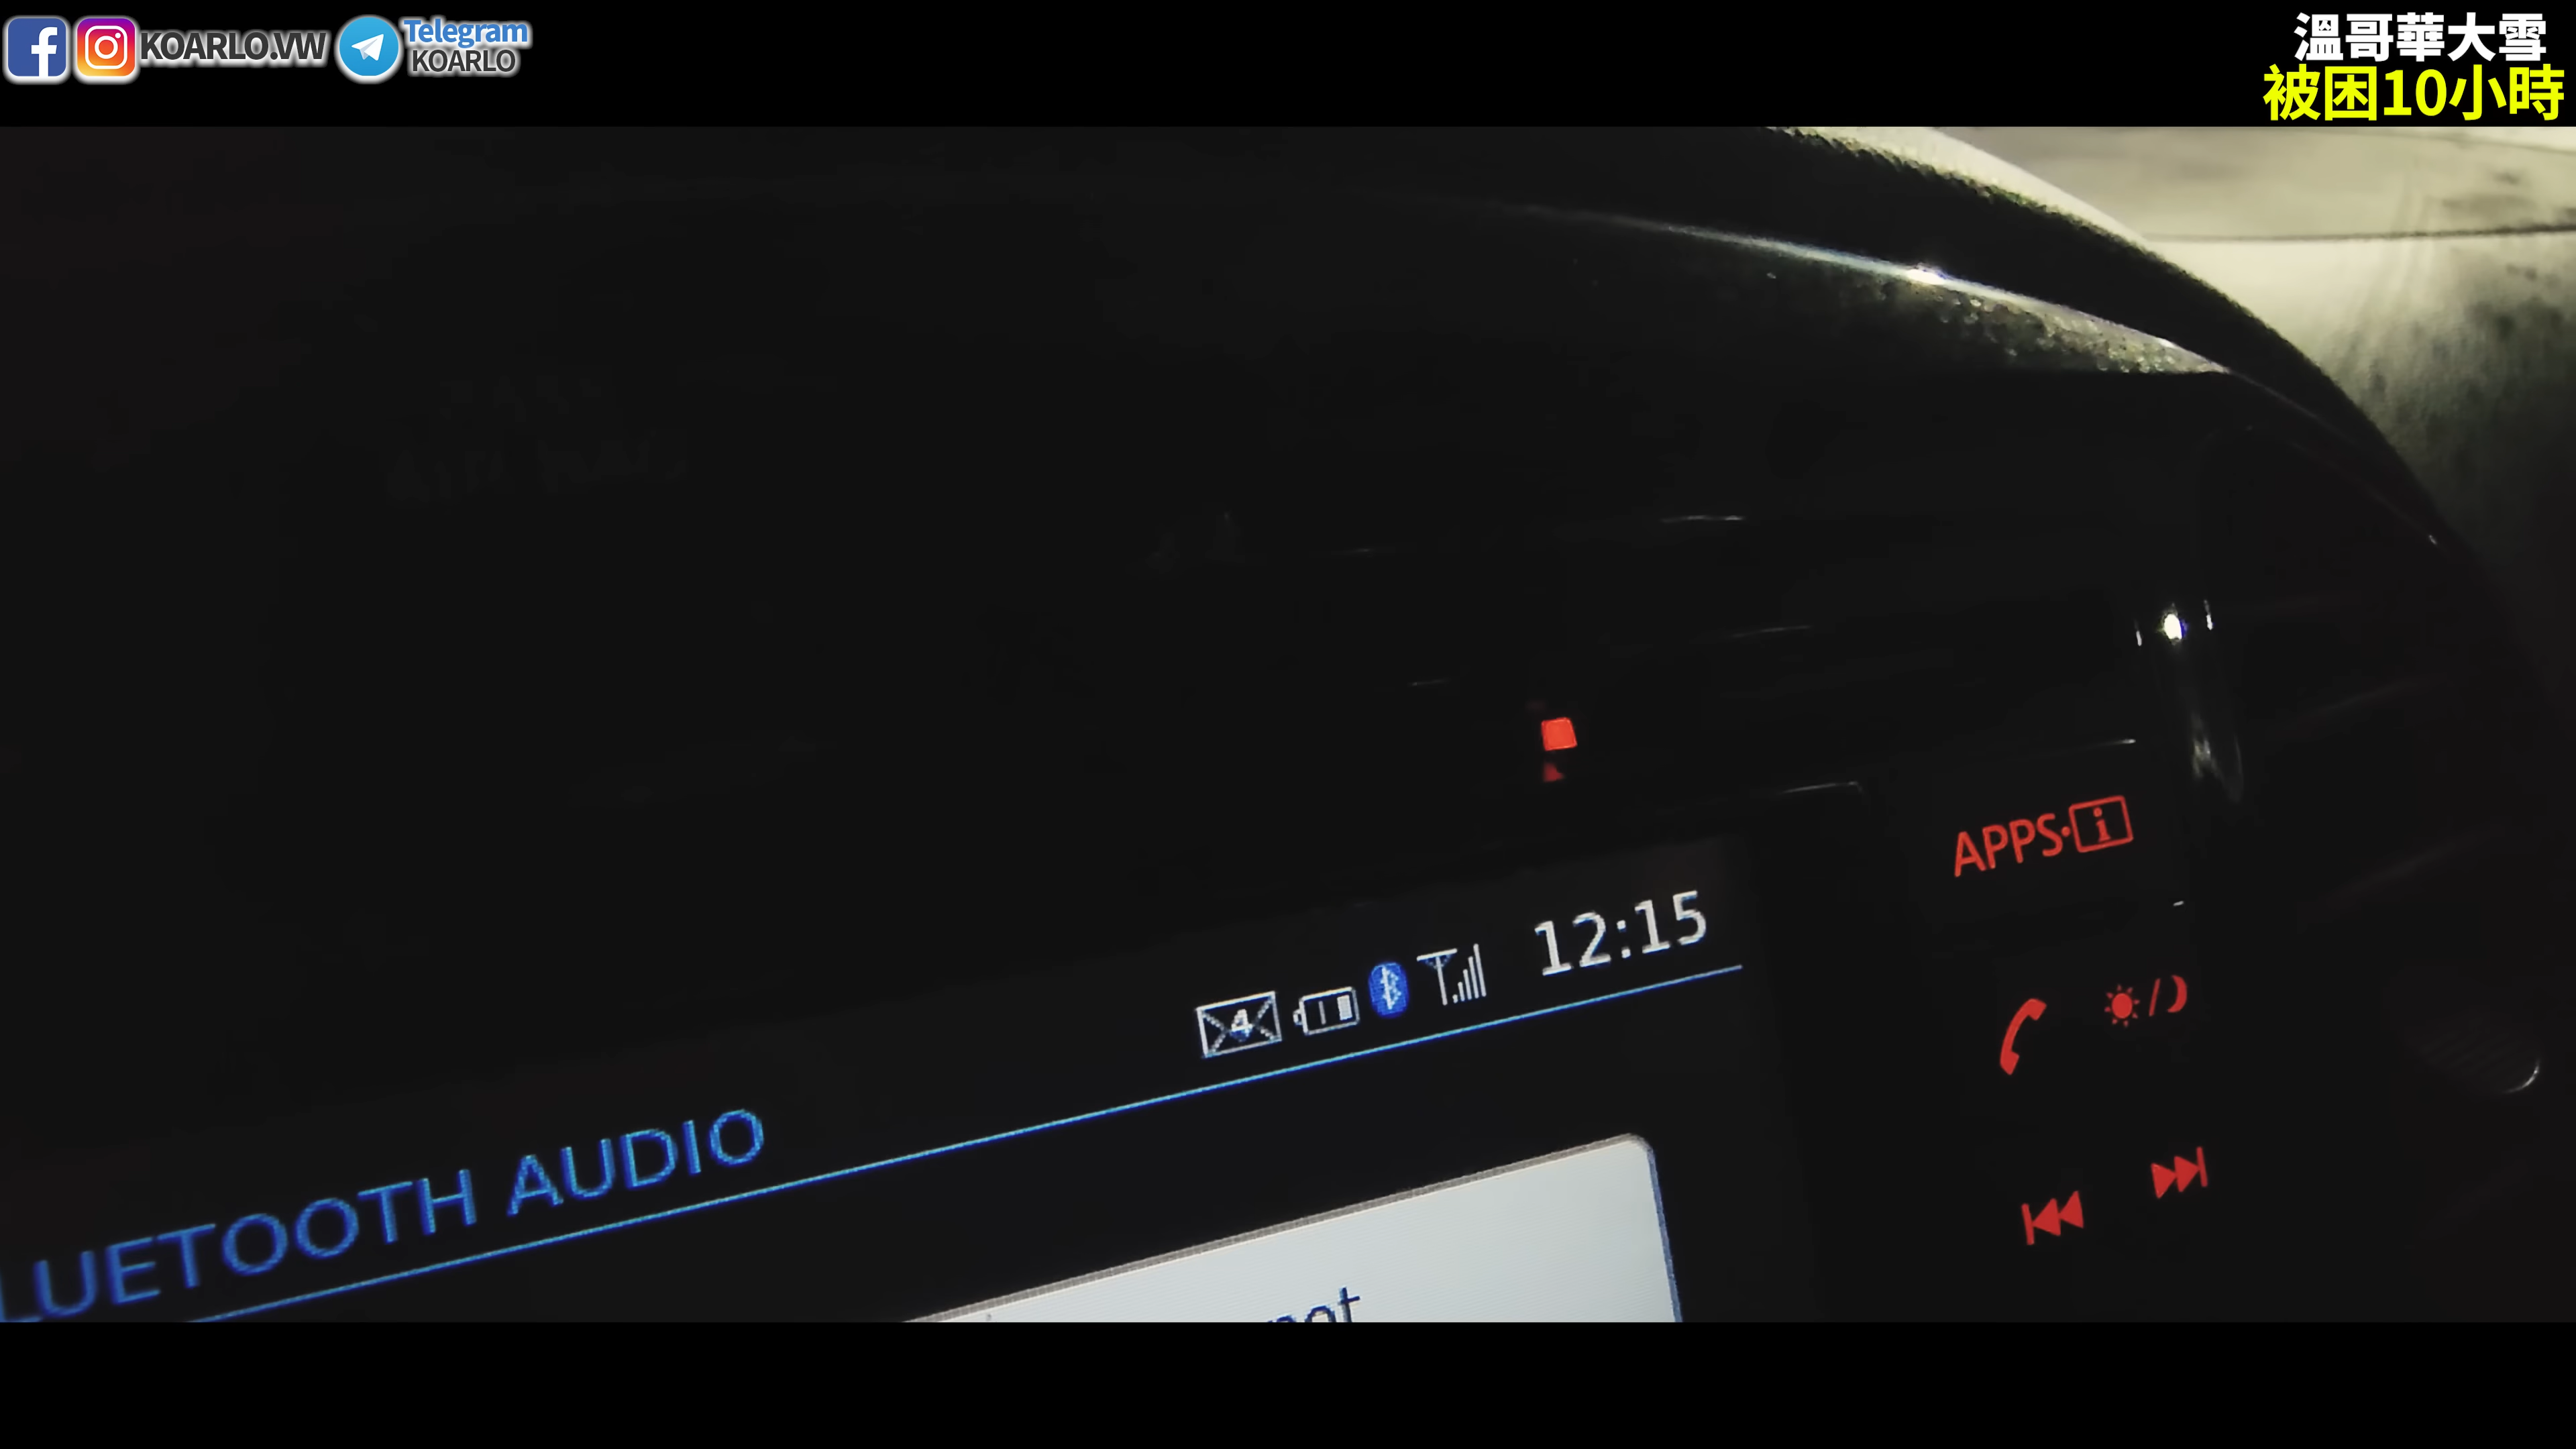 KOARLO.VW
Telegram
KOARLO
溫哥華大雪
被困10小時
APPS·i
12:15
4
LUETOOTH AUDIO